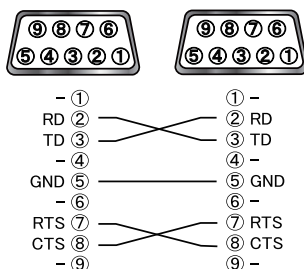 ⑨⑧⑦⑥ ⑨⑧⑦⑥
⑤④③②① ⑤④③②①
- ① ① -
RD ② ② RD
TD ③ ③ TD
- ④ ④ -
GND ⑤ ⑤ GND
- ⑥ ⑥ -
RTS ⑦ ⑦ RTS
CTS ⑧ ⑧ CTS
- ⑨ ⑨ -